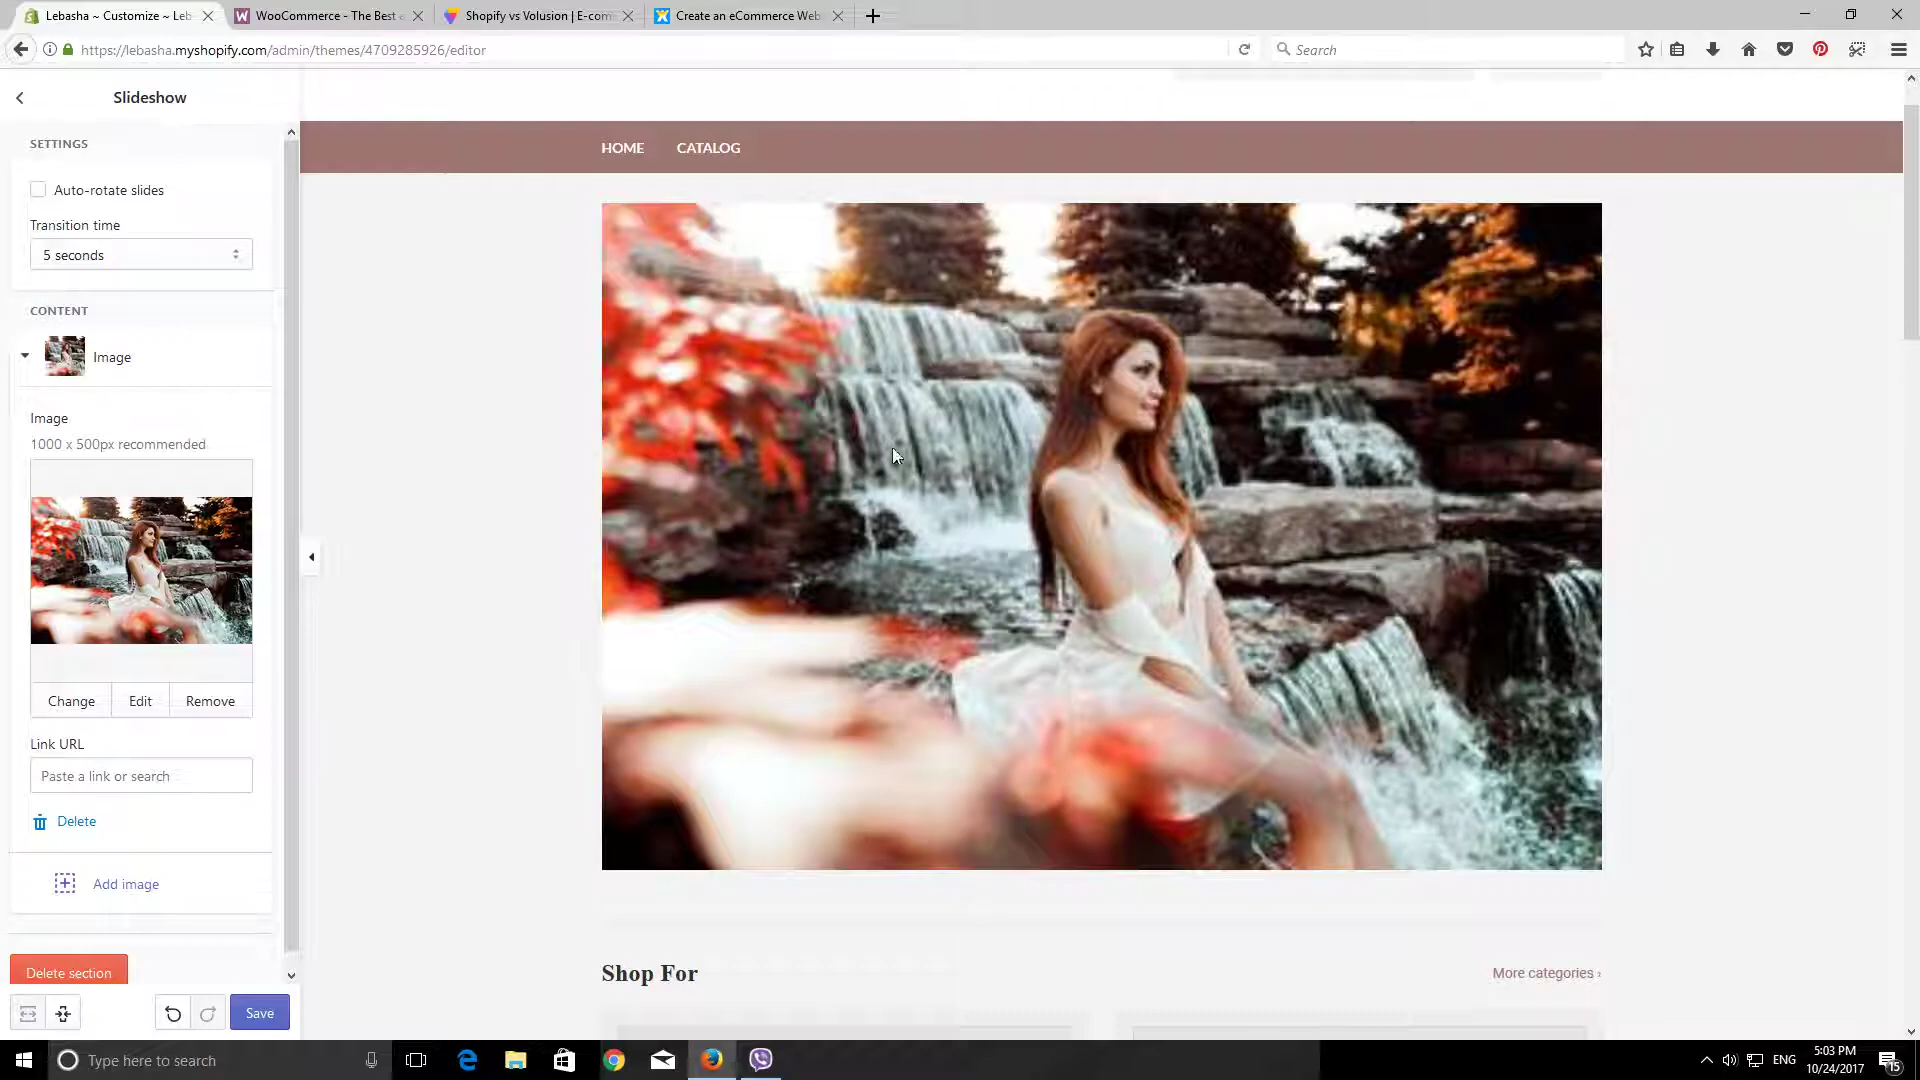 Lebasha ~ Customize ~ Leb
WooCommerce - The Best e
Shopify vs Volusion | E-com
Create an eCommerce Web
https://lebasha.myshopify.com/admin/themes/4709285926/editor
Search
Slideshow
SETTINGS
Auto-rotate slides
Transition time
5 seconds
CONTENT
Image
Image
1000 x 500px recommended
Change
Edit
Remove
Link URL
Paste a link or search
Delete
Add image
Delete section
Save
HOME
CATALOG
Shop For
More categories ›
Type here to search
ENG
5:03 PM
10/24/2017
15